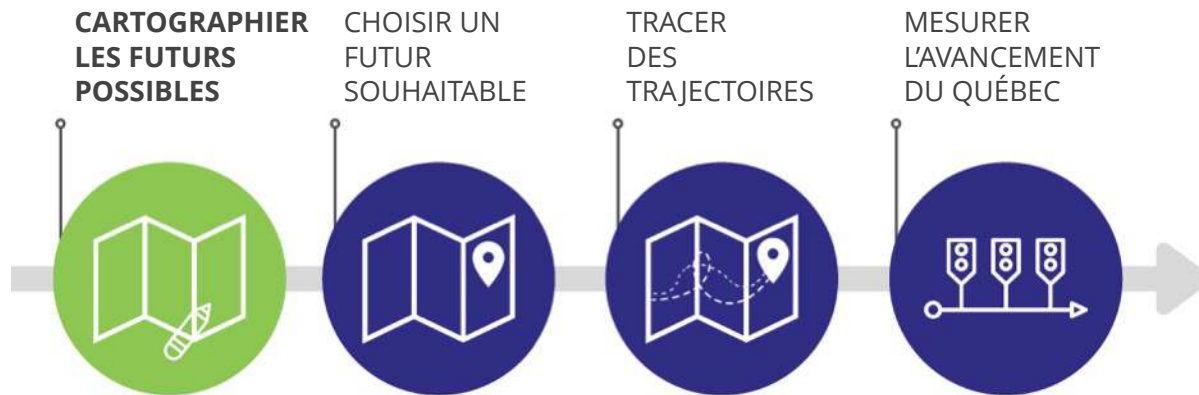 CARTOGRAPHIER
LES FUTURS
POSSIBLES
CHOISIR UN
FUTUR
SOUHAITABLE
TRACER
DES
TRAJECTOIRES
MESURER
L’AVANCEMENT
DU QUÉBEC